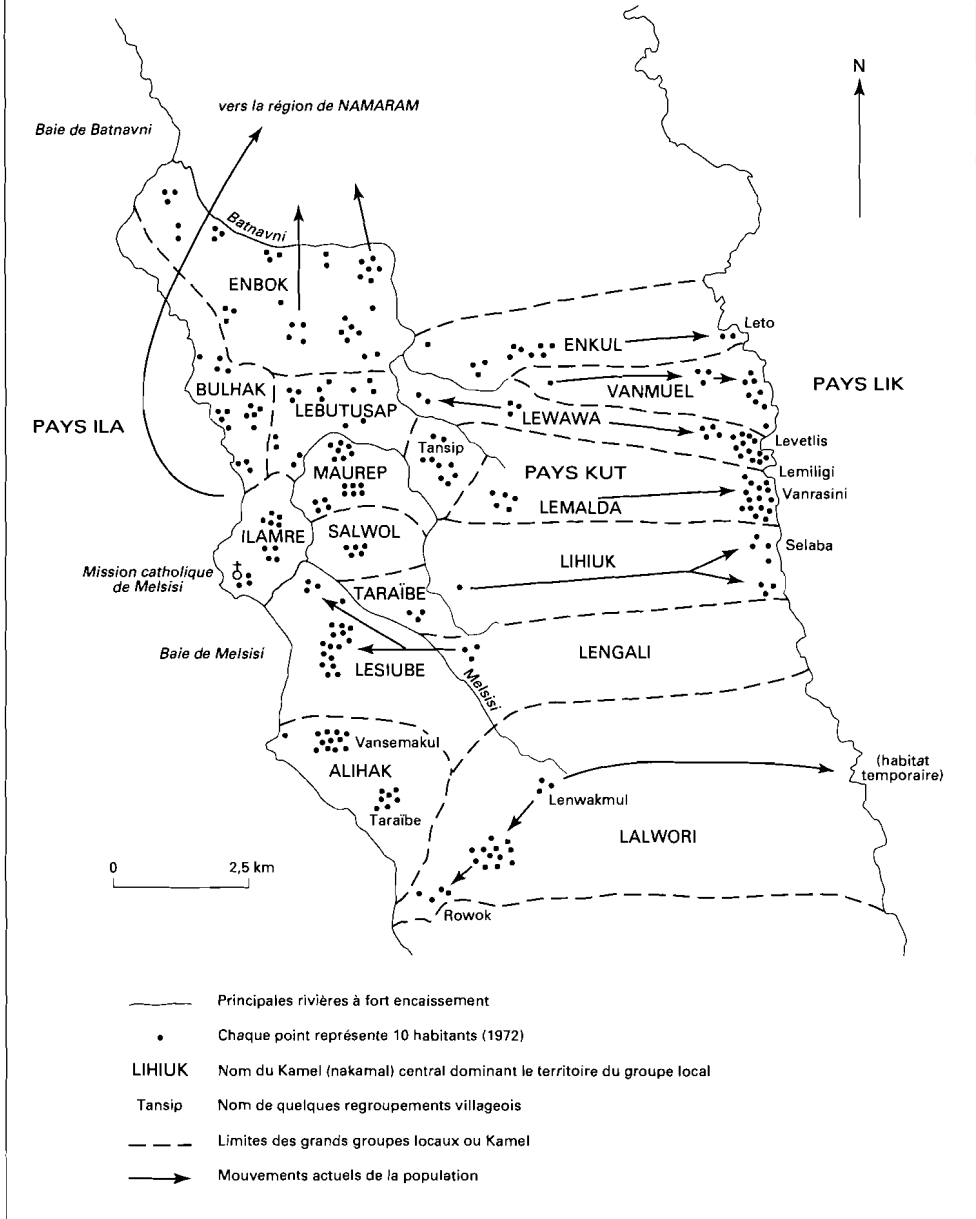 N
vers la région de NAMARAM
Baie de Batnavni
Batnavni
ENBOK
Leto
ENKUL
BULHAK
VANMUEL
PAYS LIK
LEBUTUSAP
LEWAWA
PAYS ILA
Tansip
Levetlis
MAUREP
PAYS KUT
Lemiligi
Vanrasini
LEMALDA
ILAMRE
SALWOL
Selaba
LIHIUK
Mission catholique
de Melsisi
TARAÏBE
Baie de Melsisi
LENGALI
LESIUBE
Melsisi
Vansemakul
(habitat
temporaire)
ALIHAK
Lenwakmul
Taraïbe
LALWORI
0 2,5 km
Rowok
Principales rivières à fort encaissement
Chaque point représente 10 habitants (1972)
LIHIUK Nom du Kamel (nakamal) central dominant le territoire du groupe local
Tansip Nom de quelques regroupements villageois
Limites des grands groupes locaux ou Kamel
Mouvements actuels de la population